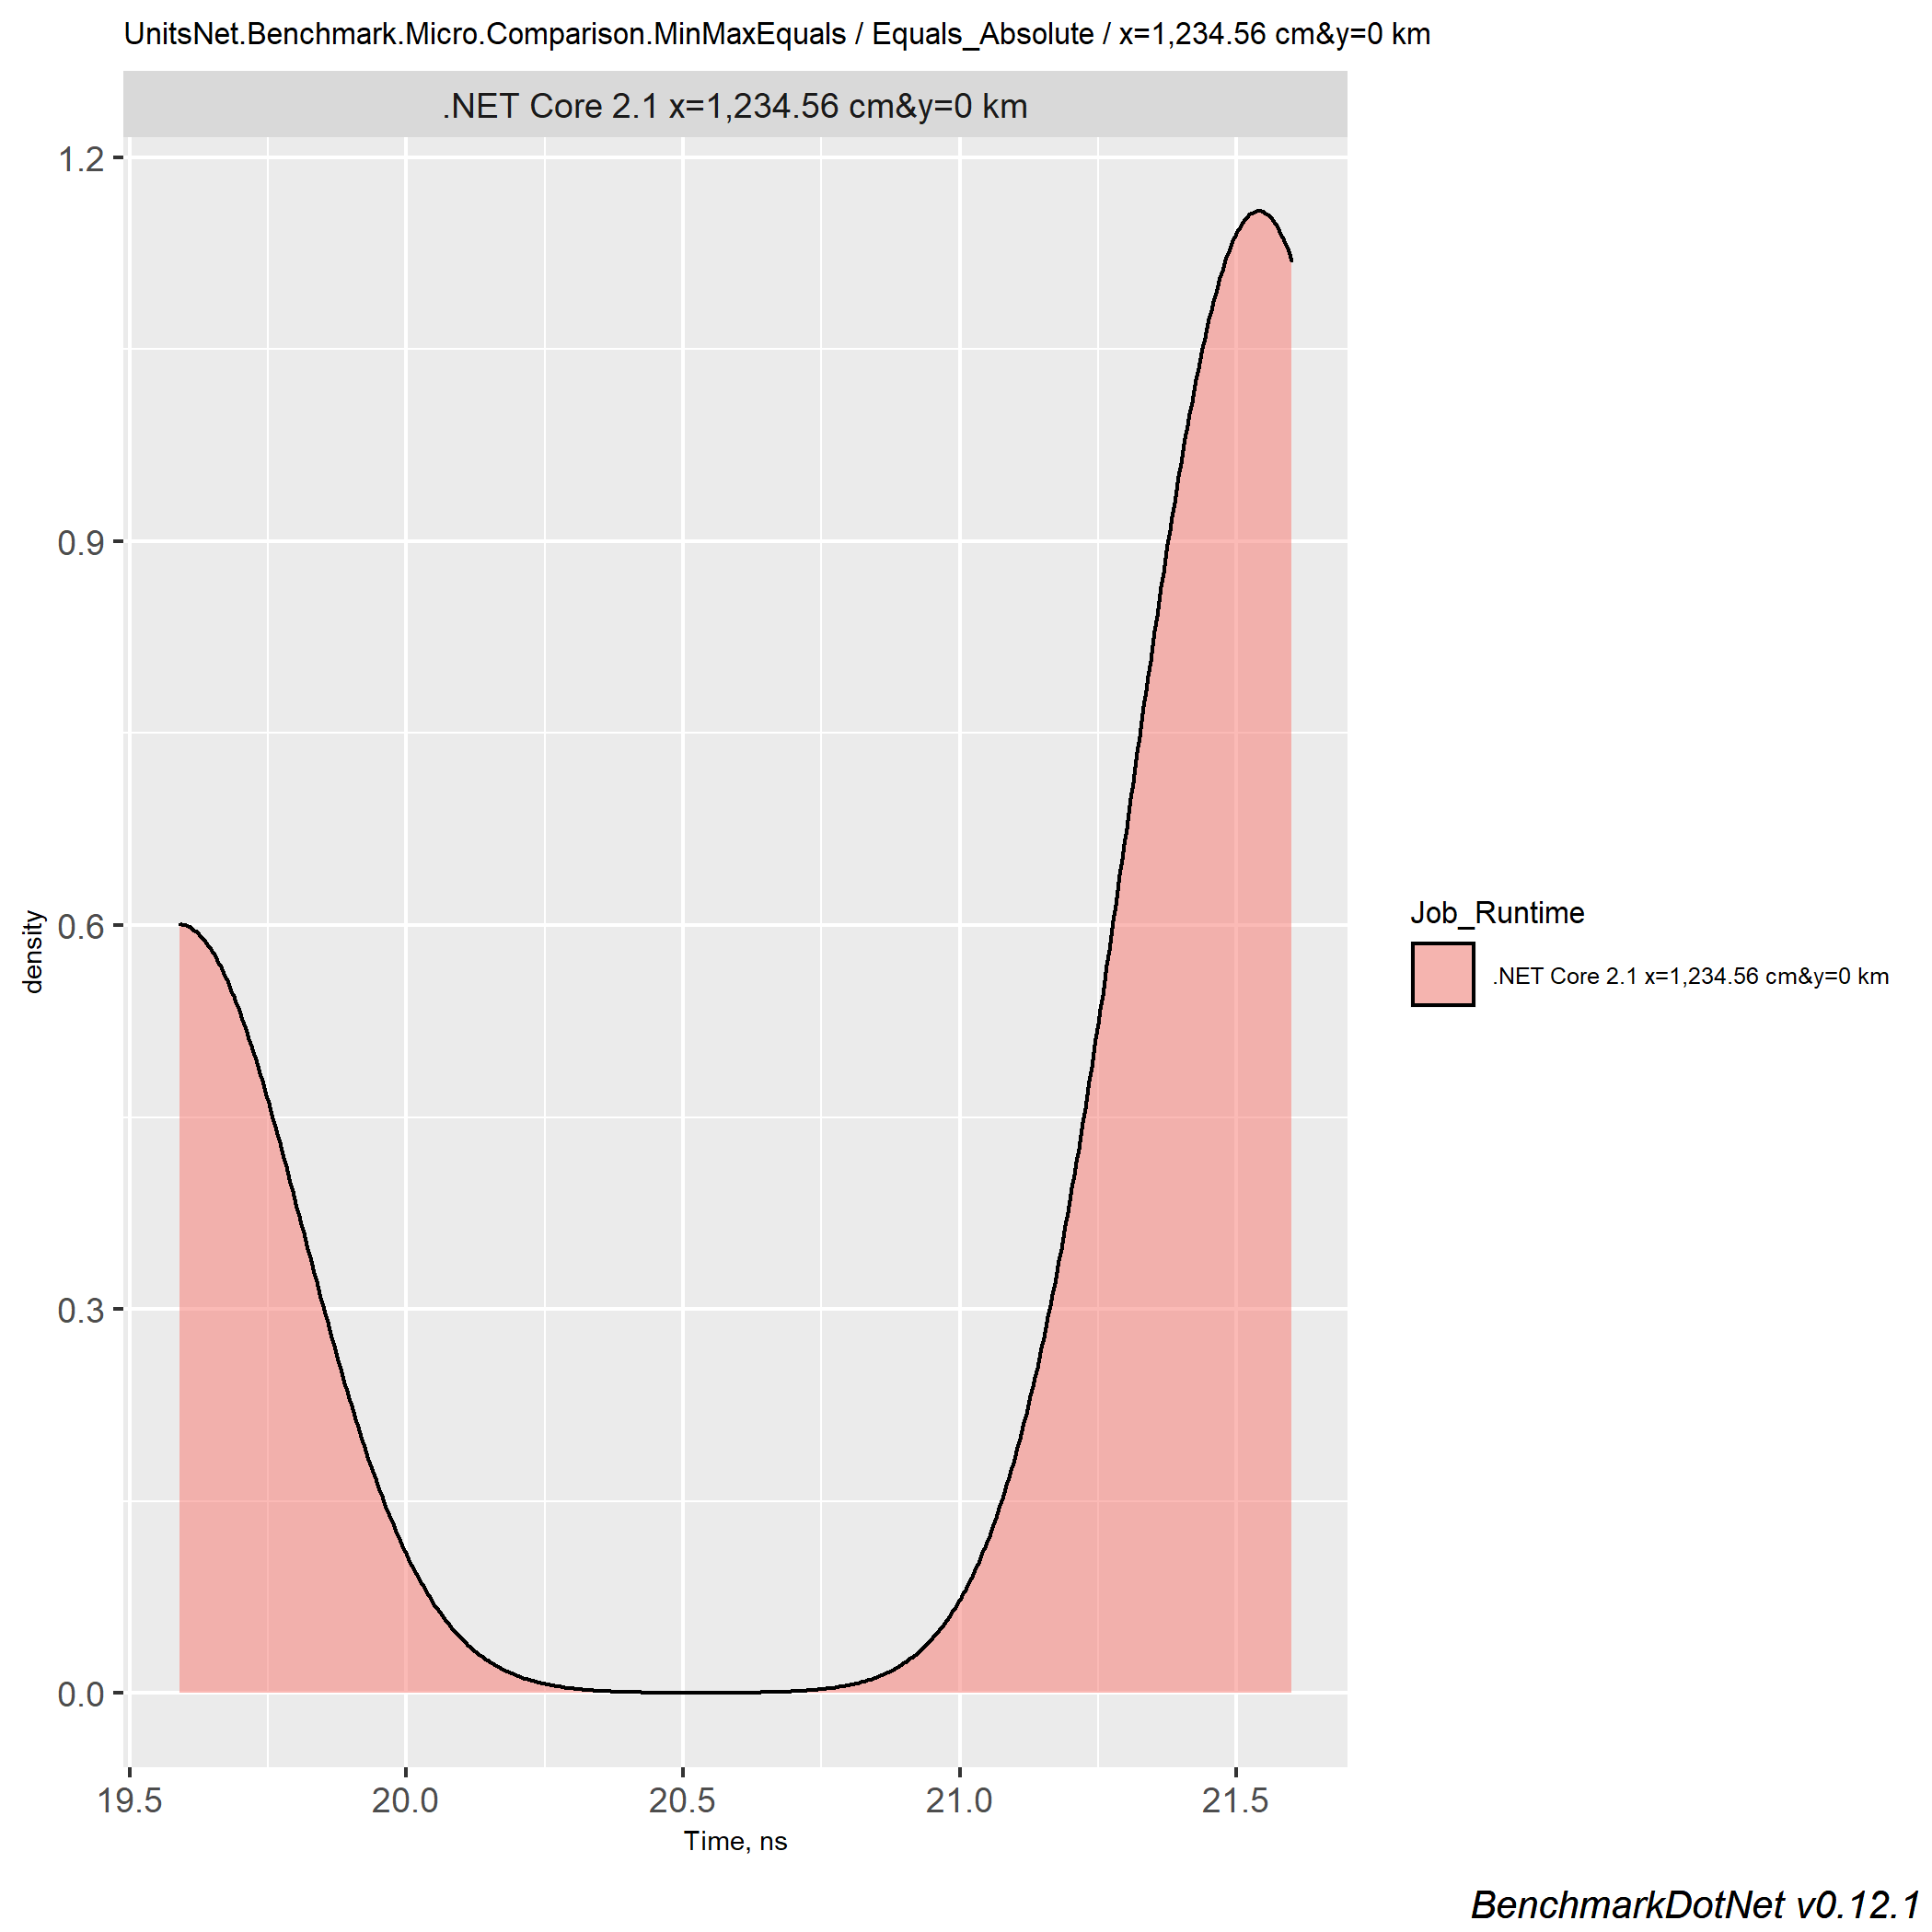 UnitsNet.Benchmark.Micro.Comparison.MinMaxEquals / Equals_Absolute / x=1,234.56 cm&y=0 km
.NET Core 2.1 x=1,234.56 cm&y=0 km
1.2
0.9
0.6
0.3
0.0
density
19.5 20.0 20.5 21.0 21.5
Time, ns
Job_Runtime
.NET Core 2.1 x=1,234.56 cm&y=0 km
BenchmarkDotNet v0.12.1